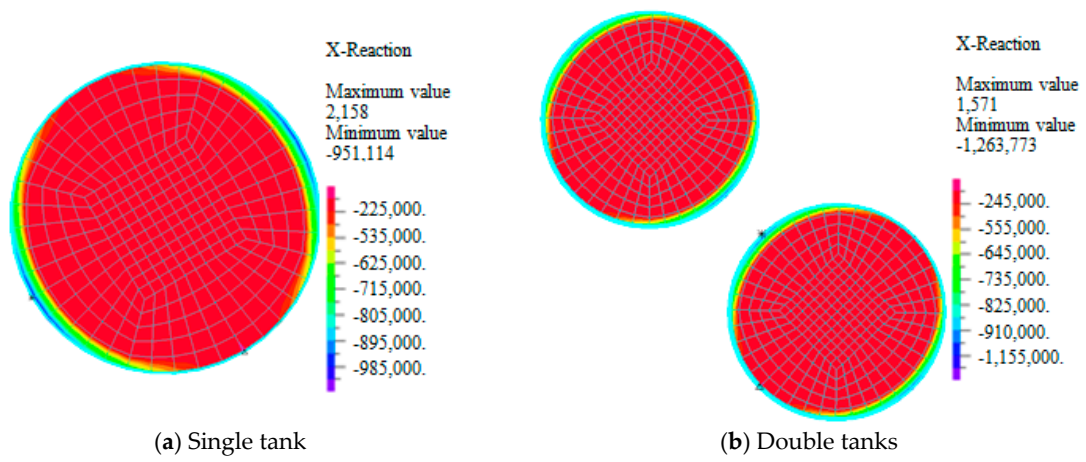 X-Reaction
Maximum value
2,158
Minimum value
-951,114
-225,000.
-535,000.
-625,000.
-715,000.
-805,000.
-895,000.
-985,000.
(a) Single tank
X-Reaction
Maximum value
1,571
Minimum value
-1,263,773
-245,000.
-555,000.
-645,000.
-735,000.
-825,000.
-910,000.
-1,155,000.
(b) Double tanks